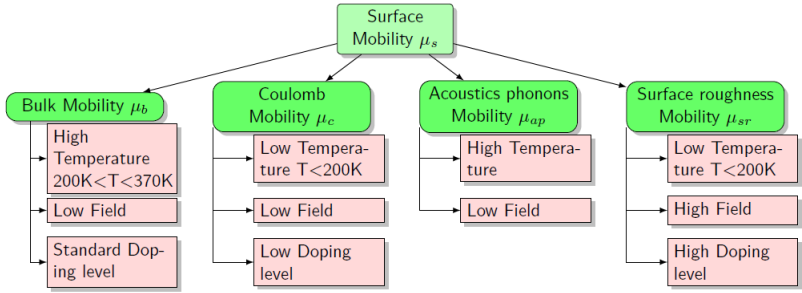 Surface
Mobility μs
Bulk Mobility μb
High
Temperature
200K<T<370K
Low Field
Standard Dop-
ing level
Coulomb
Mobility μc
Low Tempera-
ture T<200K
Low Field
Low Doping
level
Acoustics phonons
Mobility μap
High Tempera-
ture
Low Field
Surface roughness
Mobility μsr
Low Tempera-
ture T<200K
High Field
High Doping
level